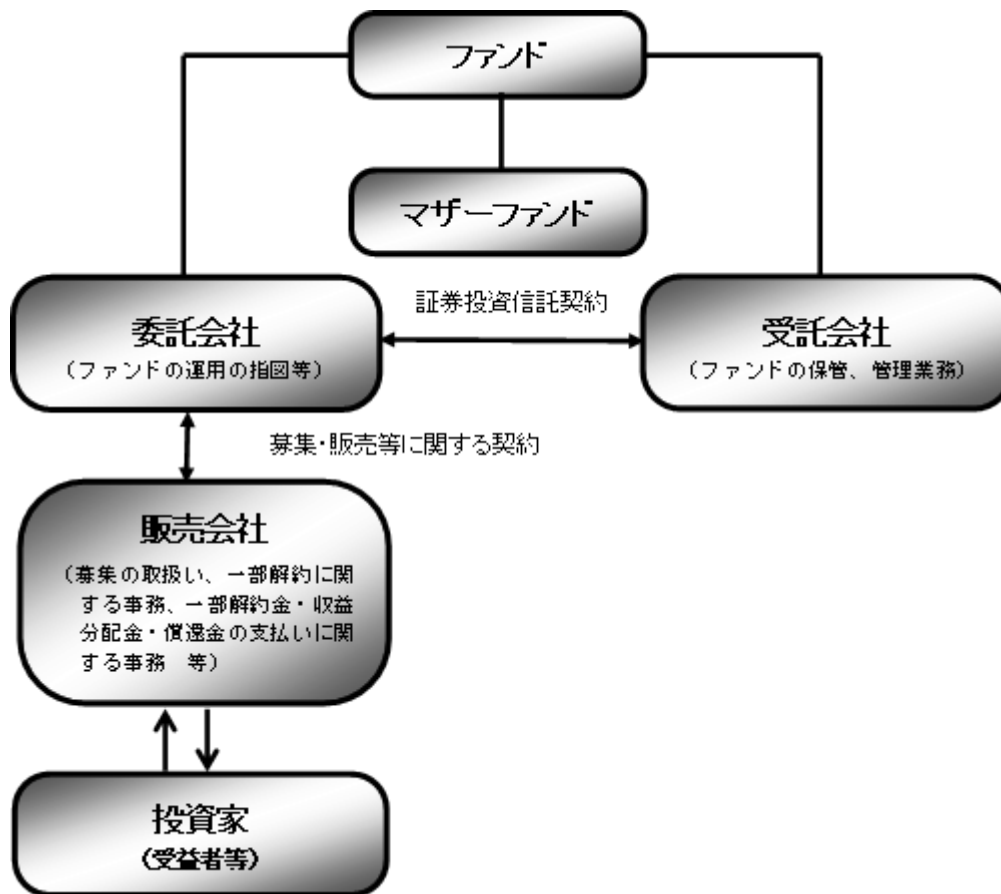 ファンド
マザーファンド
証券投資信託契約
委託会社
(ファンドの運用の指図等)
受託会社
(ファンドの保管、管理業務)
募集・販売等に関する契約
販売会社
(募集の取扱い、一部解約に関
する事務、一部解約金・収益
分配金・償還金の支払いに関
する事務　等)
投資家
(受益者等)